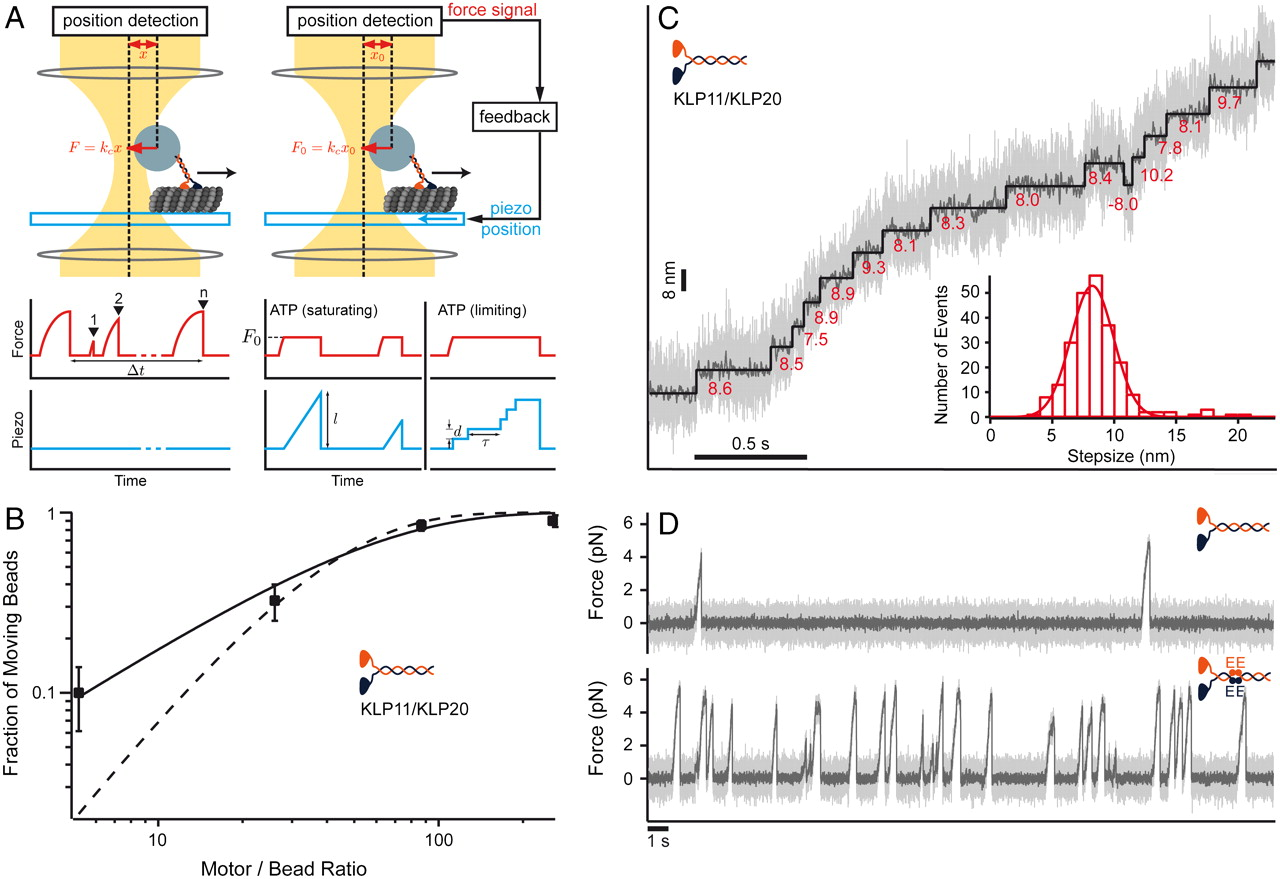 A
position detection
x
F = k_c x
position detection
force signal
x_0
F_0 = k_c x_0
feedback
piezo
position
Force
1
2
n
Δt
Piezo
Time
ATP (saturating)
ATP (limiting)
F_0
l
d
τ
Time
B
Fraction of Moving Beads
1
0.1
10
100
Motor / Bead Ratio
KLP11/KLP20
C
KLP11/KLP20
8 nm
0.5 s
8.6
8.5
7.5
8.9
8.9
9.3
8.1
8.3
8.0
8.4
-8.0
10.2
7.8
8.1
9.7
Number of Events
50
40
30
20
10
0
0
5
10
15
20
Stepsize (nm)
D
Force (pN)
6
4
2
0
Force (pN)
6
4
2
0
EE
EE
1 s